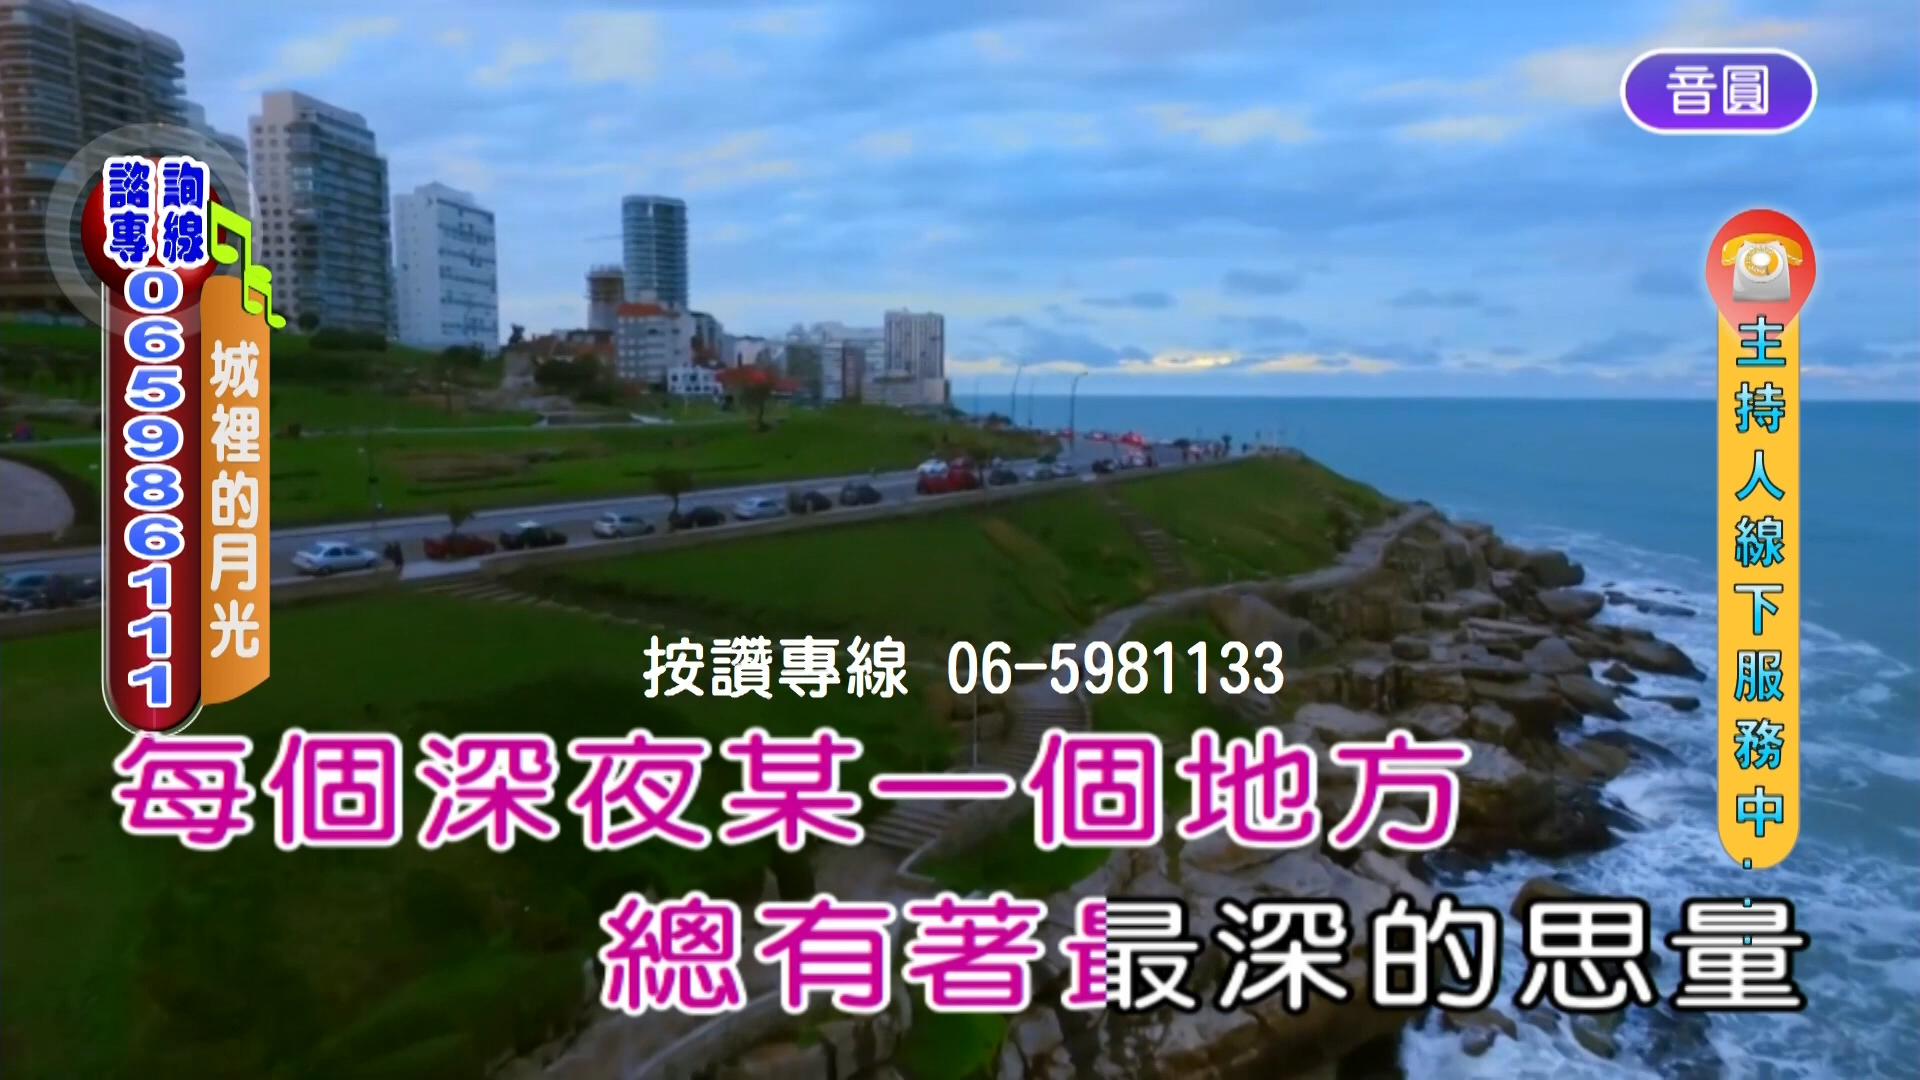 音圓
諮詢
專線
065986111
城裡的月光
主持人線下服務中...
按讚專線 06-5981133
每個深夜某一個地方
總有著最深的思量